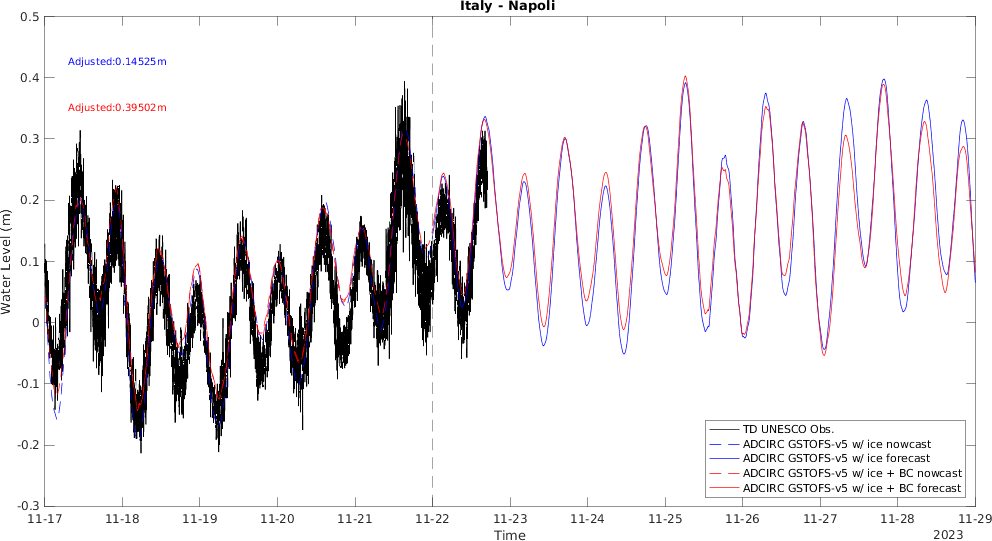 Italy - Napoli
Adjusted:0.14525m
Adjusted:0.39502m
Water Level (m)
0.5
0.4
0.3
0.2
0.1
0
-0.1
-0.2
-0.3
11-17 11-18 11-19 11-20 11-21 11-22 11-23 11-24 11-25 11-26 11-27 11-28 11-29
Time
2023
TD UNESCO Obs.
ADCIRC GSTOFS-v5 w/ ice nowcast
ADCIRC GSTOFS-v5 w/ ice forecast
ADCIRC GSTOFS-v5 w/ ice + BC nowcast
ADCIRC GSTOFS-v5 w/ ice + BC forecast